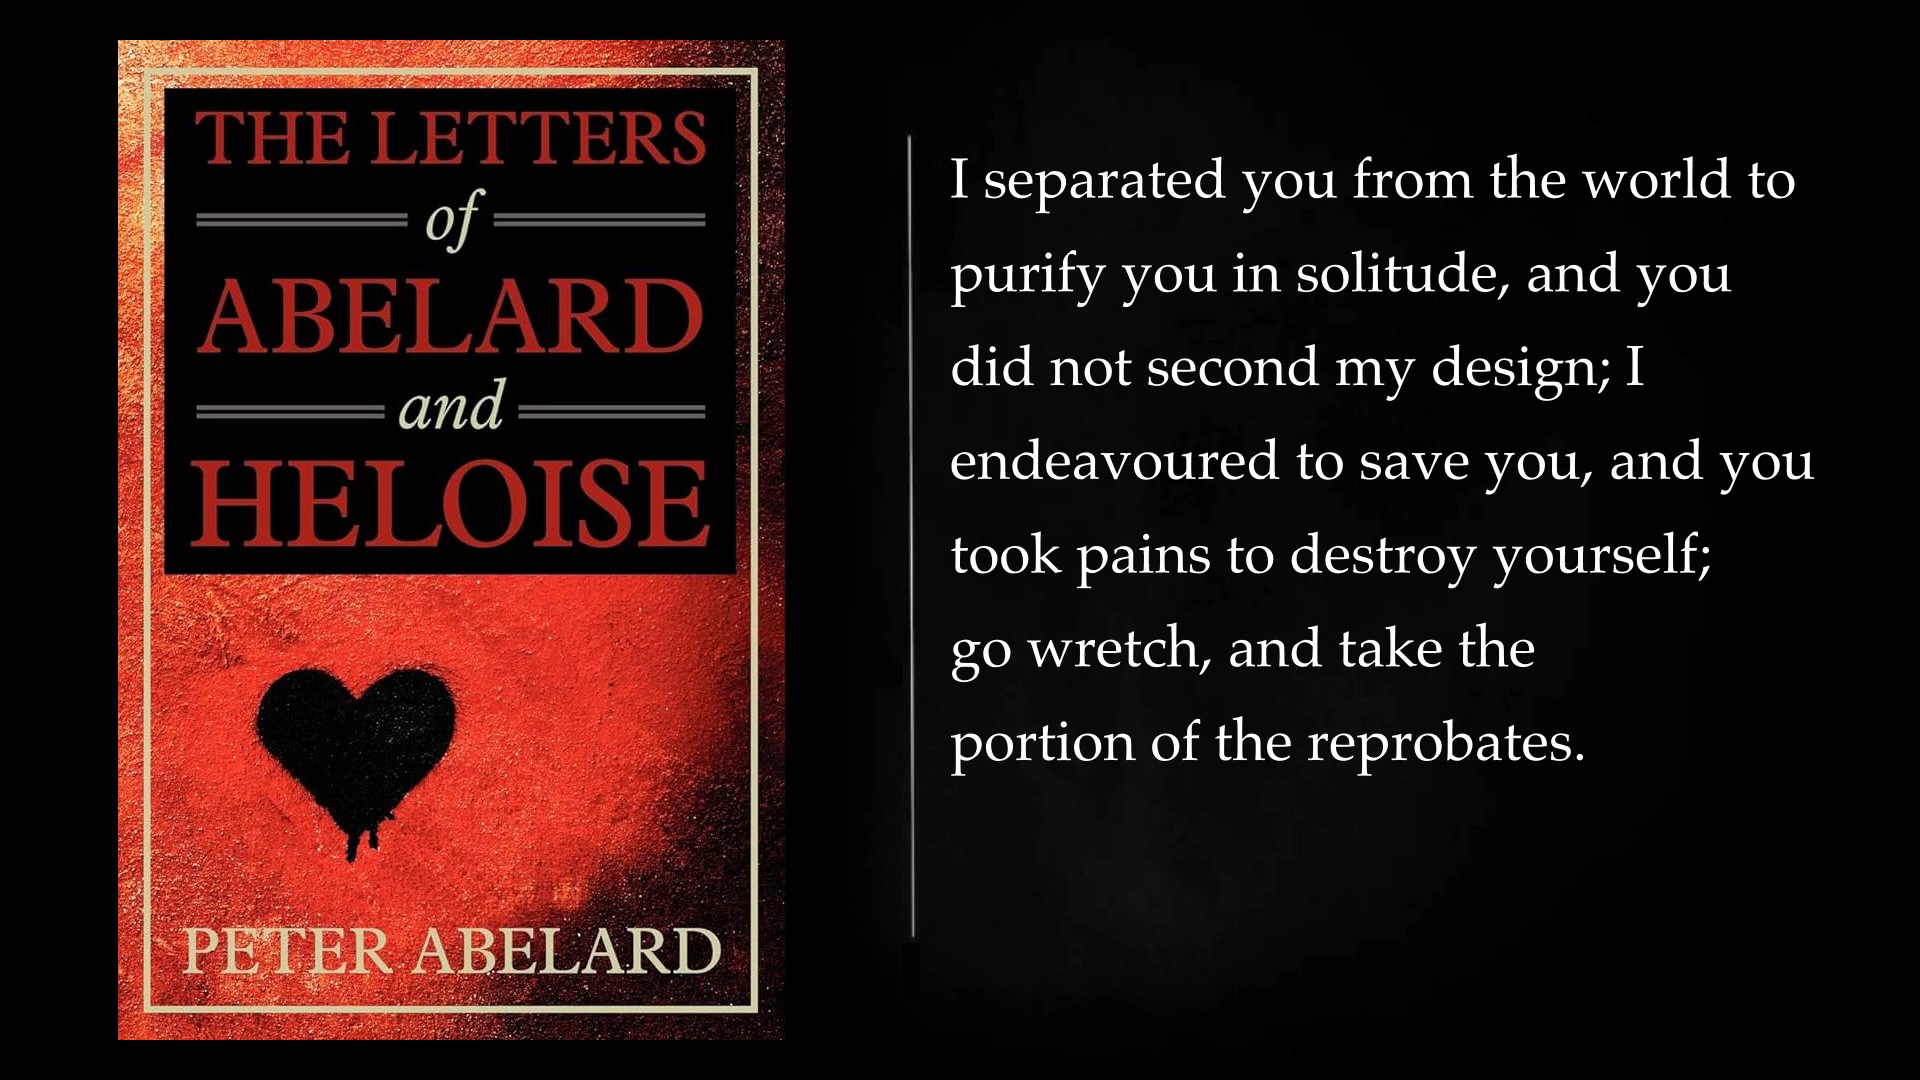 THE LETTERS
of
ABELARD
and
HELOISE
PETER ABELARD
I separated you from the world to
purify you in solitude, and you
did not second my design; I
endeavoured to save you, and you
took pains to destroy yourself;
go wretch, and take the
portion of the reprobates.